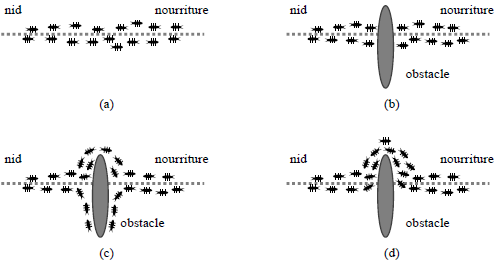 nid nourriture
(a)
nid nourriture
obstacle
(b)
nid nourriture
obstacle
(c)
nid nourriture
obstacle
(d)